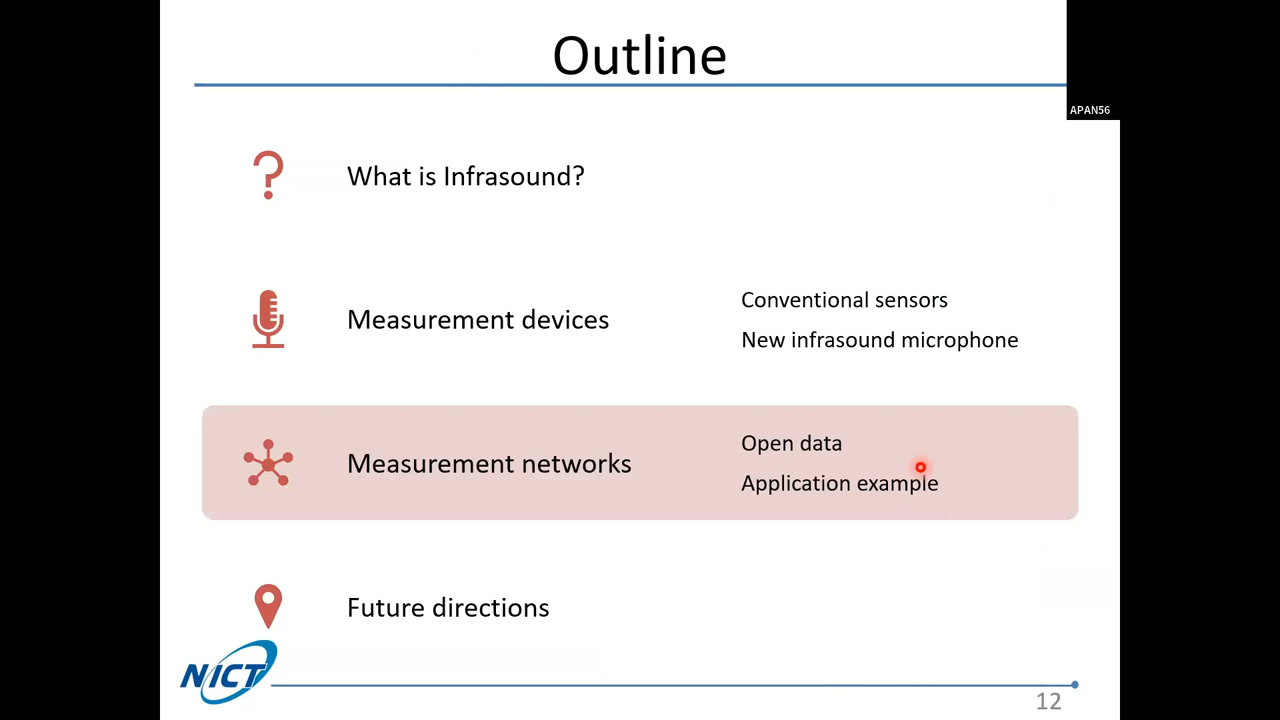 Outline
APAN56
What is Infrasound?
Measurement devices
Conventional sensors
New infrasound microphone
Measurement networks
Open data
Application example
Future directions
NICT
12